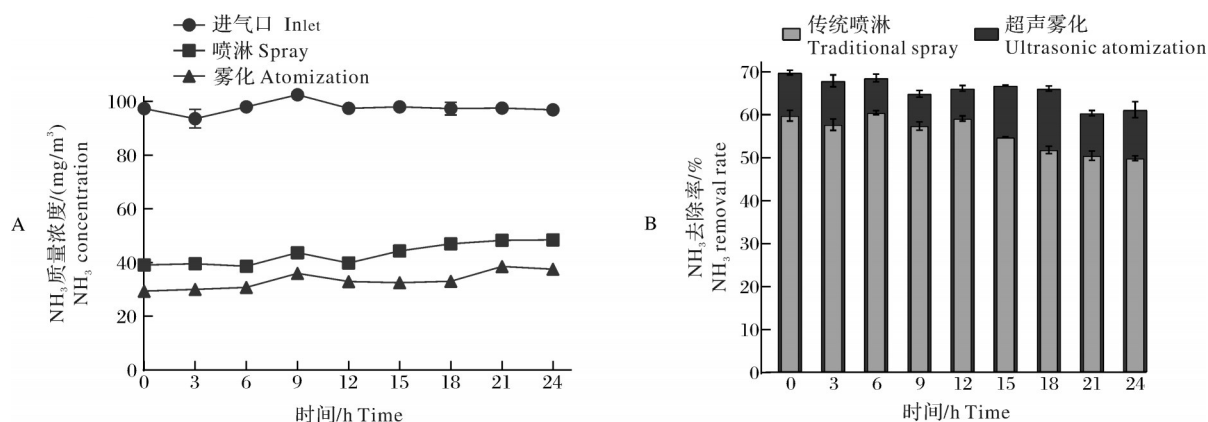 进气口 Inlet
喷淋 Spray
雾化 Atomization
A
NH₃质量浓度/(mg/m³)
NH₃ concentration
100
80
60
40
20
0
0 3 6 9 12 15 18 21 24
时间/h Time
传统喷淋
Traditional spray
超声雾化
Ultrasonic atomization
B
NH₃去除率/%
NH₃ removal rate
70
60
50
40
30
20
10
0
0 3 6 9 12 15 18 21 24
时间/h Time